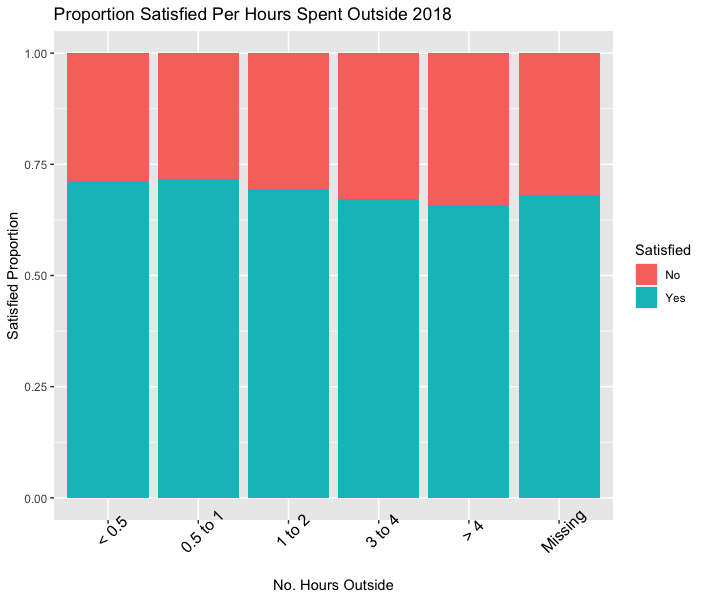 Proportion Satisfied Per Hours Spent Outside 2018
Satisfied Proportion
1.00
0.75
0.50
0.25
0.00
< 0.5
0.5 to 1
1 to 2
3 to 4
> 4
Missing
No. Hours Outside
Satisfied
No
Yes